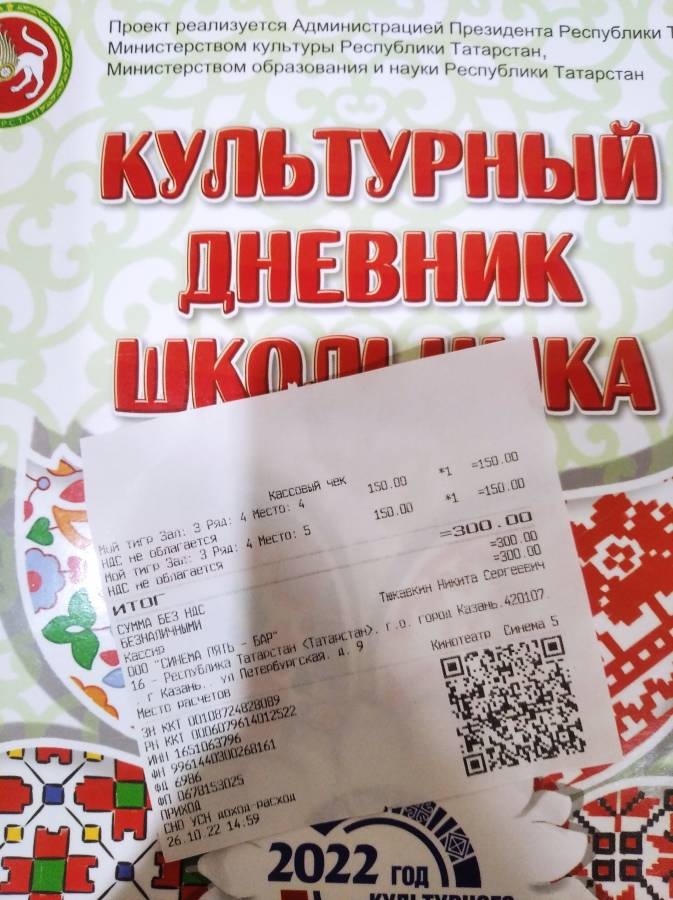 Проект реализуется Администрацией Президента Республики Т
Министерством культуры Республики Татарстан,
Министерством образования и науки Республики Татарстан
КУЛЬТУРНЫЙ
ДНЕВНИК
ШКОЛЬНИКА
Кассовый чек
Мой тигр Зал: 3 Ряд: 4 Место: 4 150.00 *1 =150.00
НДС не облагается
Мой тигр Зал: 3 Ряд: 4 Место: 5 150.00 *1 =150.00
НДС не облагается
ИТОГ =300.00
СУММА БЕЗ НДС =300.00
БЕЗНАЛИЧНЫМИ =300.00
Кассир Тыкавкин Никита Сергеевич
ООО "СИНЕМА ПЯТЬ - БАР"
16 - Республика Татарстан (Татарстан). г.о. город Казань.420107.
г Казань.. ул Петербургская. д. 9
Место расчетов Кинотеатр Синема 5
ЗН ККТ 00108724828089
РН ККТ 0006079614012522
ИНН 1651063796
ФН 9961440300268161
ФД 6986
ФП 0678153025
ПРИХОД
СНО УСН доход-расход
26.10.22 14:59
2022 ГОД
КУЛЬТУРНОГО